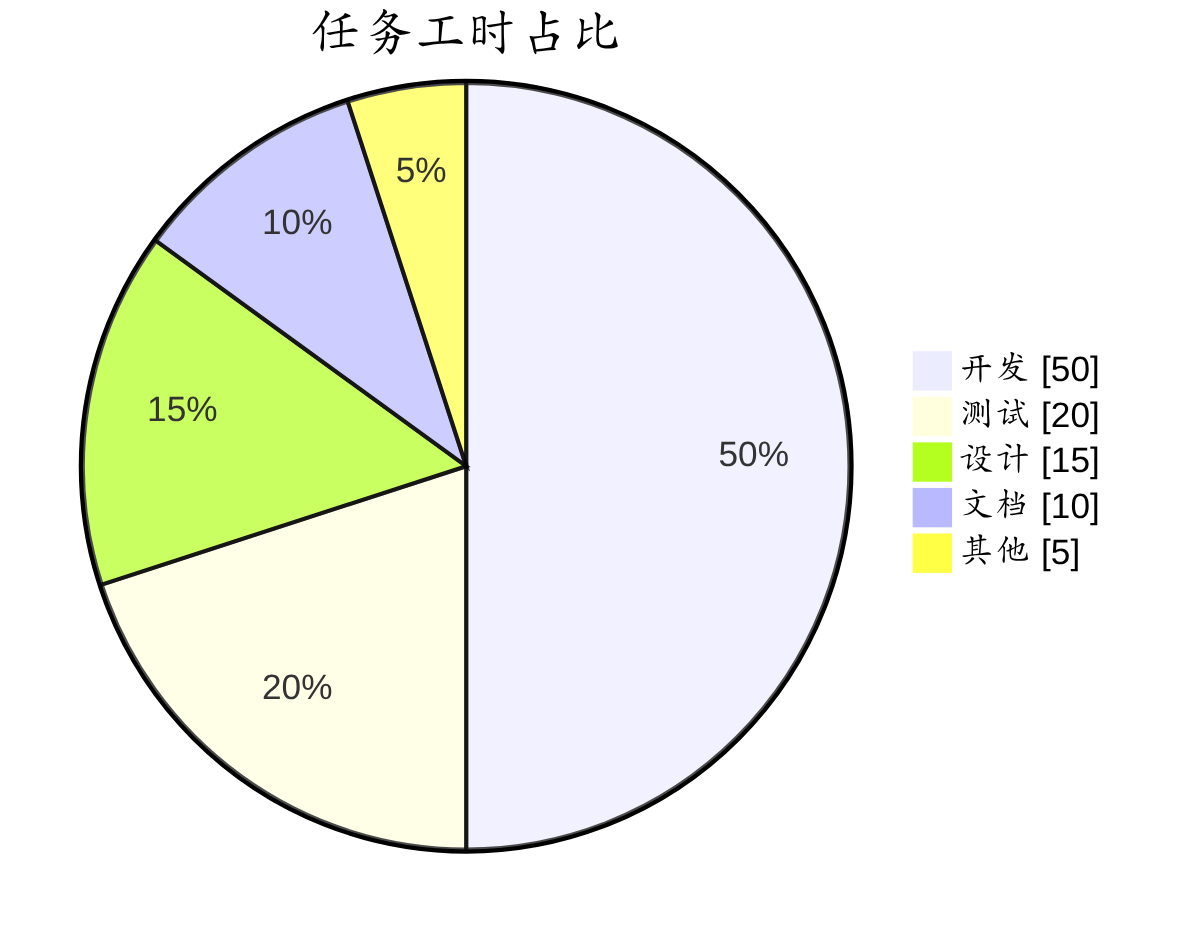 任务工时占比
5%
10%
15%
50%
20%
开发 [50]
测试 [20]
设计 [15]
文档 [10]
其他 [5]